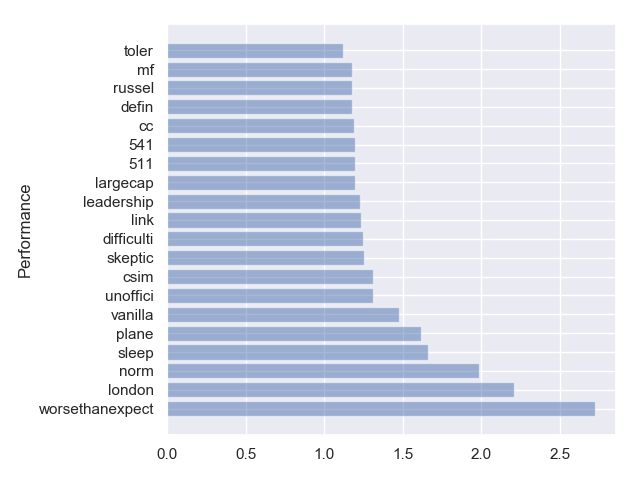 toler
mf
russel
defin
cc
541
511
largecap
leadership
link
difficulti
skeptic
csim
unoffici
vanilla
plane
sleep
norm
london
worsethanexpect
Performance
0.0 0.5 1.0 1.5 2.0 2.5